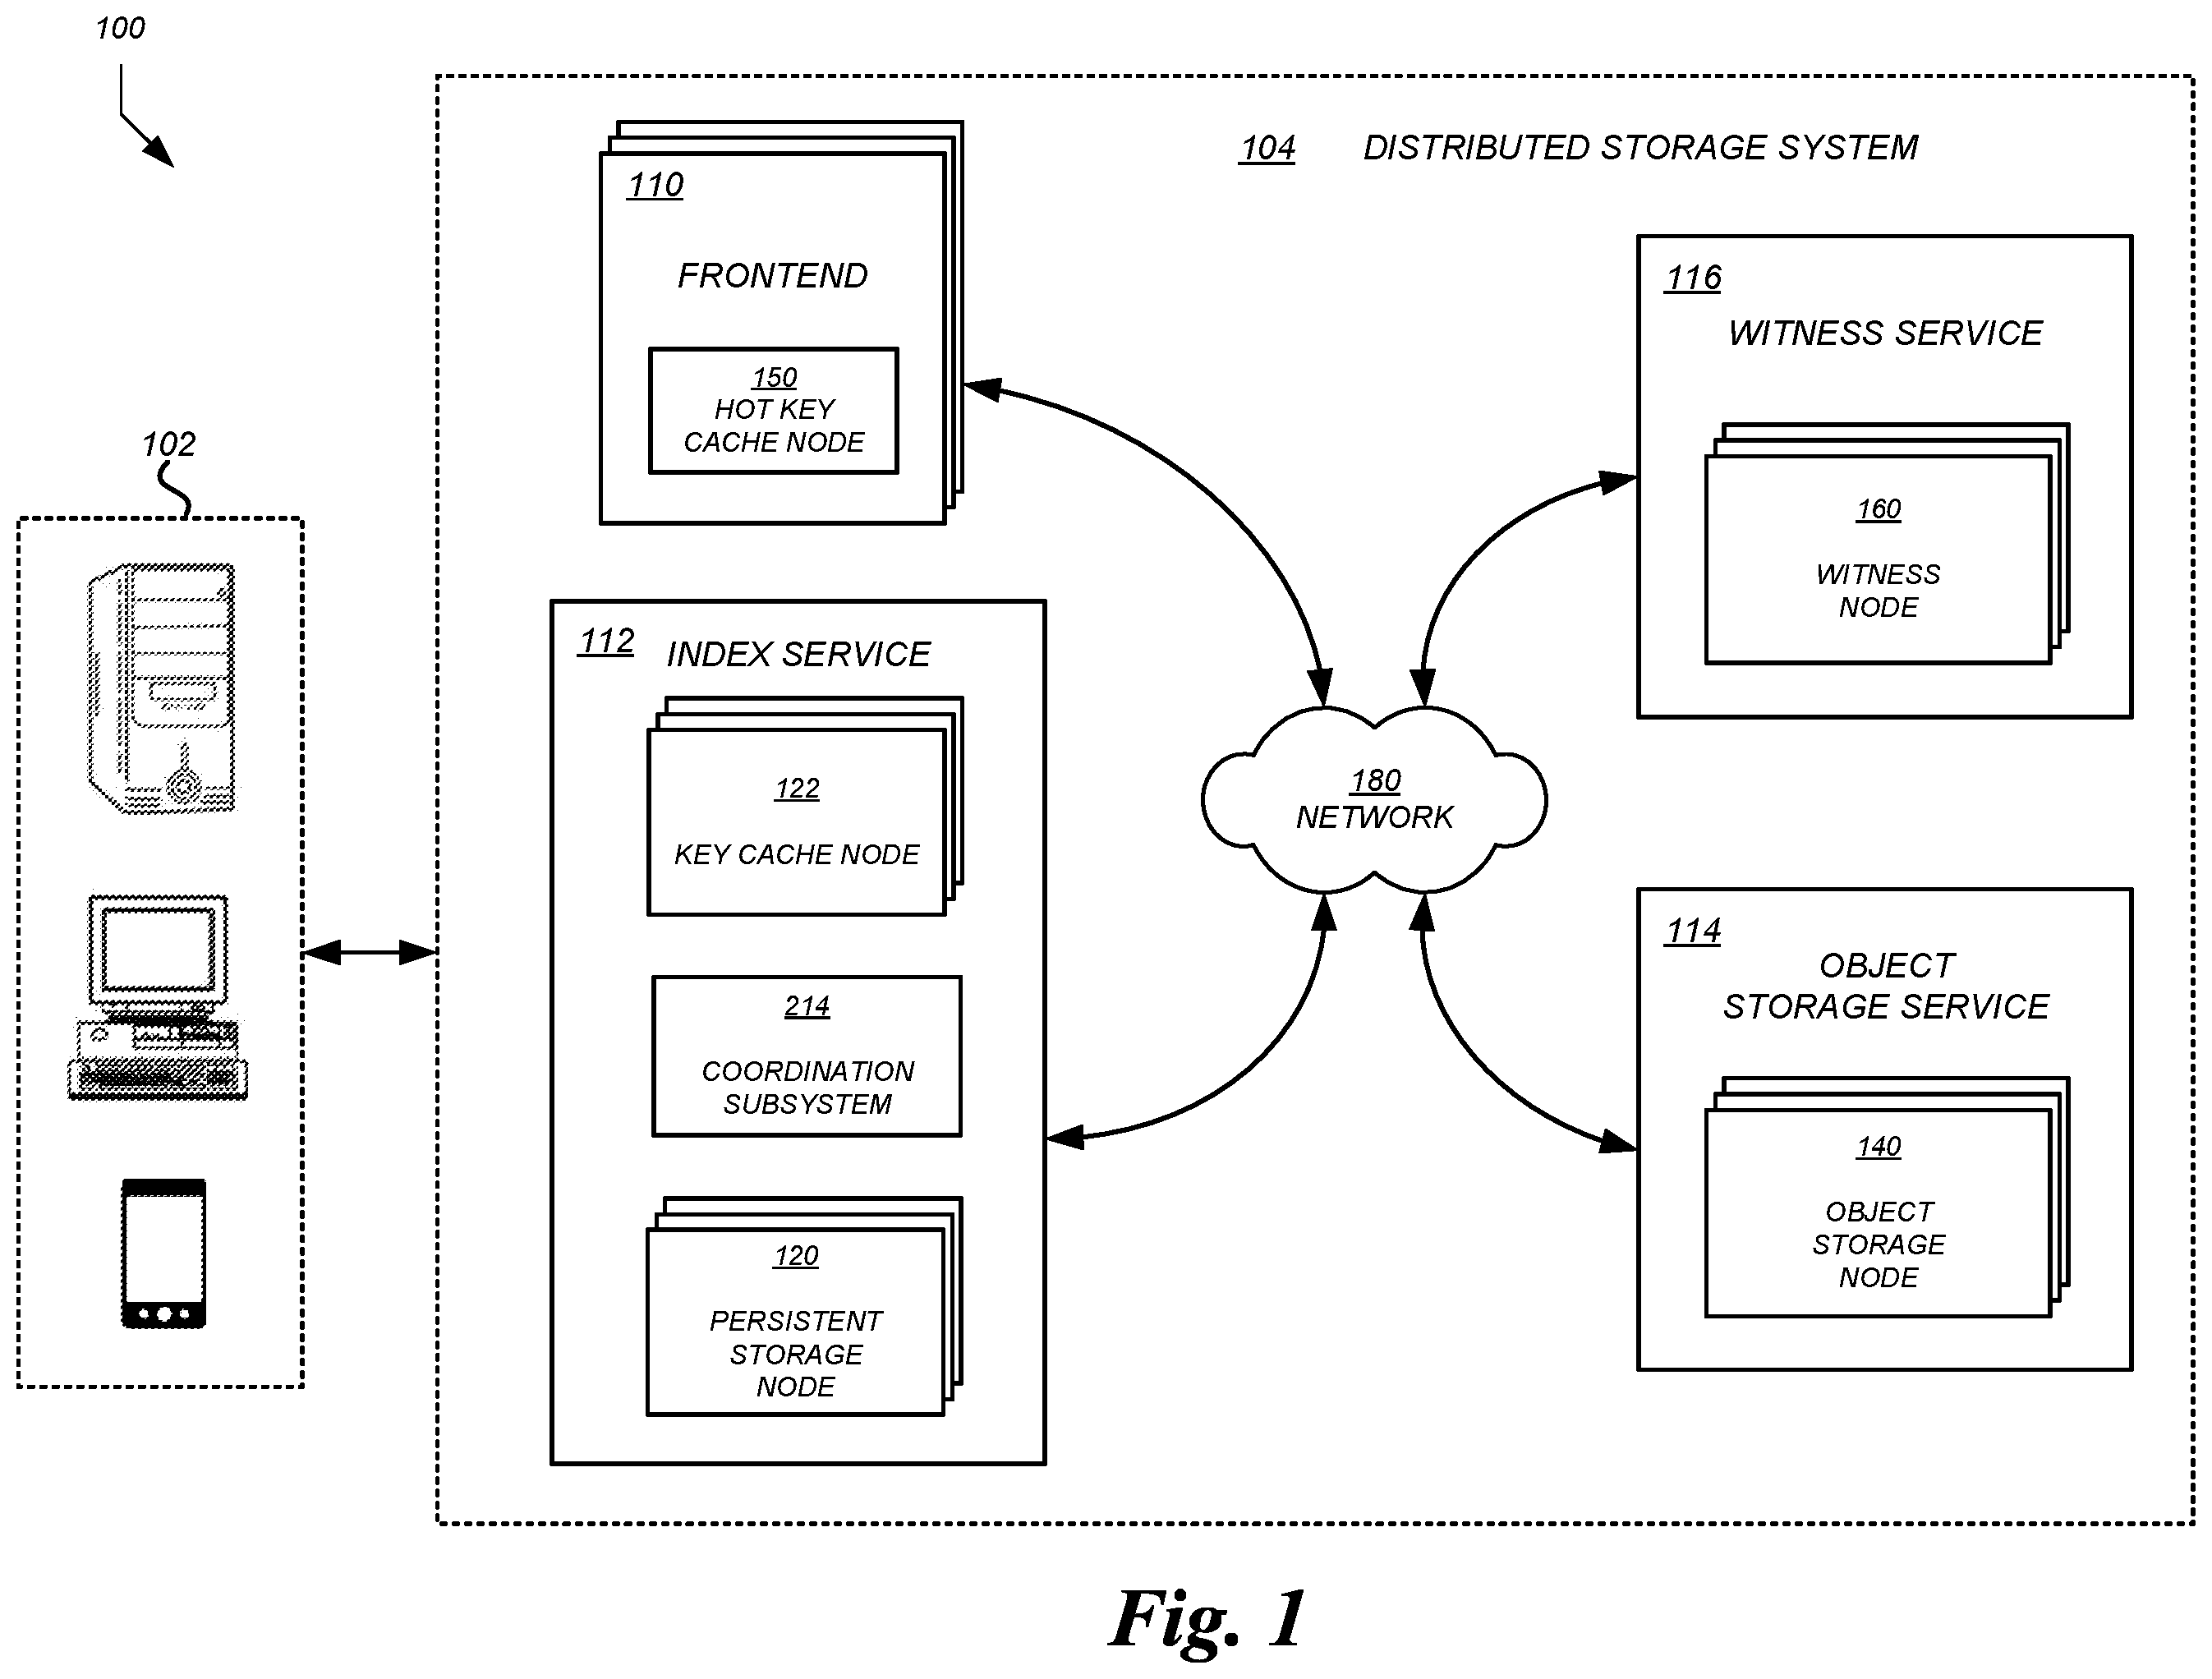 100
104 DISTRIBUTED STORAGE SYSTEM
110
FRONTEND
150
HOT KEY
CACHE NODE
116
WITNESS SERVICE
160
WITNESS
NODE
102
112 INDEX SERVICE
122
KEY CACHE NODE
214
COORDINATION
SUBSYSTEM
120
PERSISTENT
STORAGE
NODE
180
NETWORK
114
OBJECT
STORAGE SERVICE
140
OBJECT
STORAGE
NODE
Fig. 1